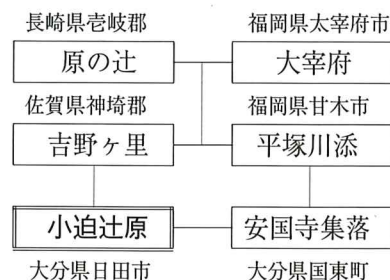 長崎県壱岐郡 福岡県太宰府市
原の辻 大宰府
佐賀県神埼郡 福岡県甘木市
吉野ヶ里 平塚川添
小迫辻原 安国寺集落
大分県日田市 大分県国東町